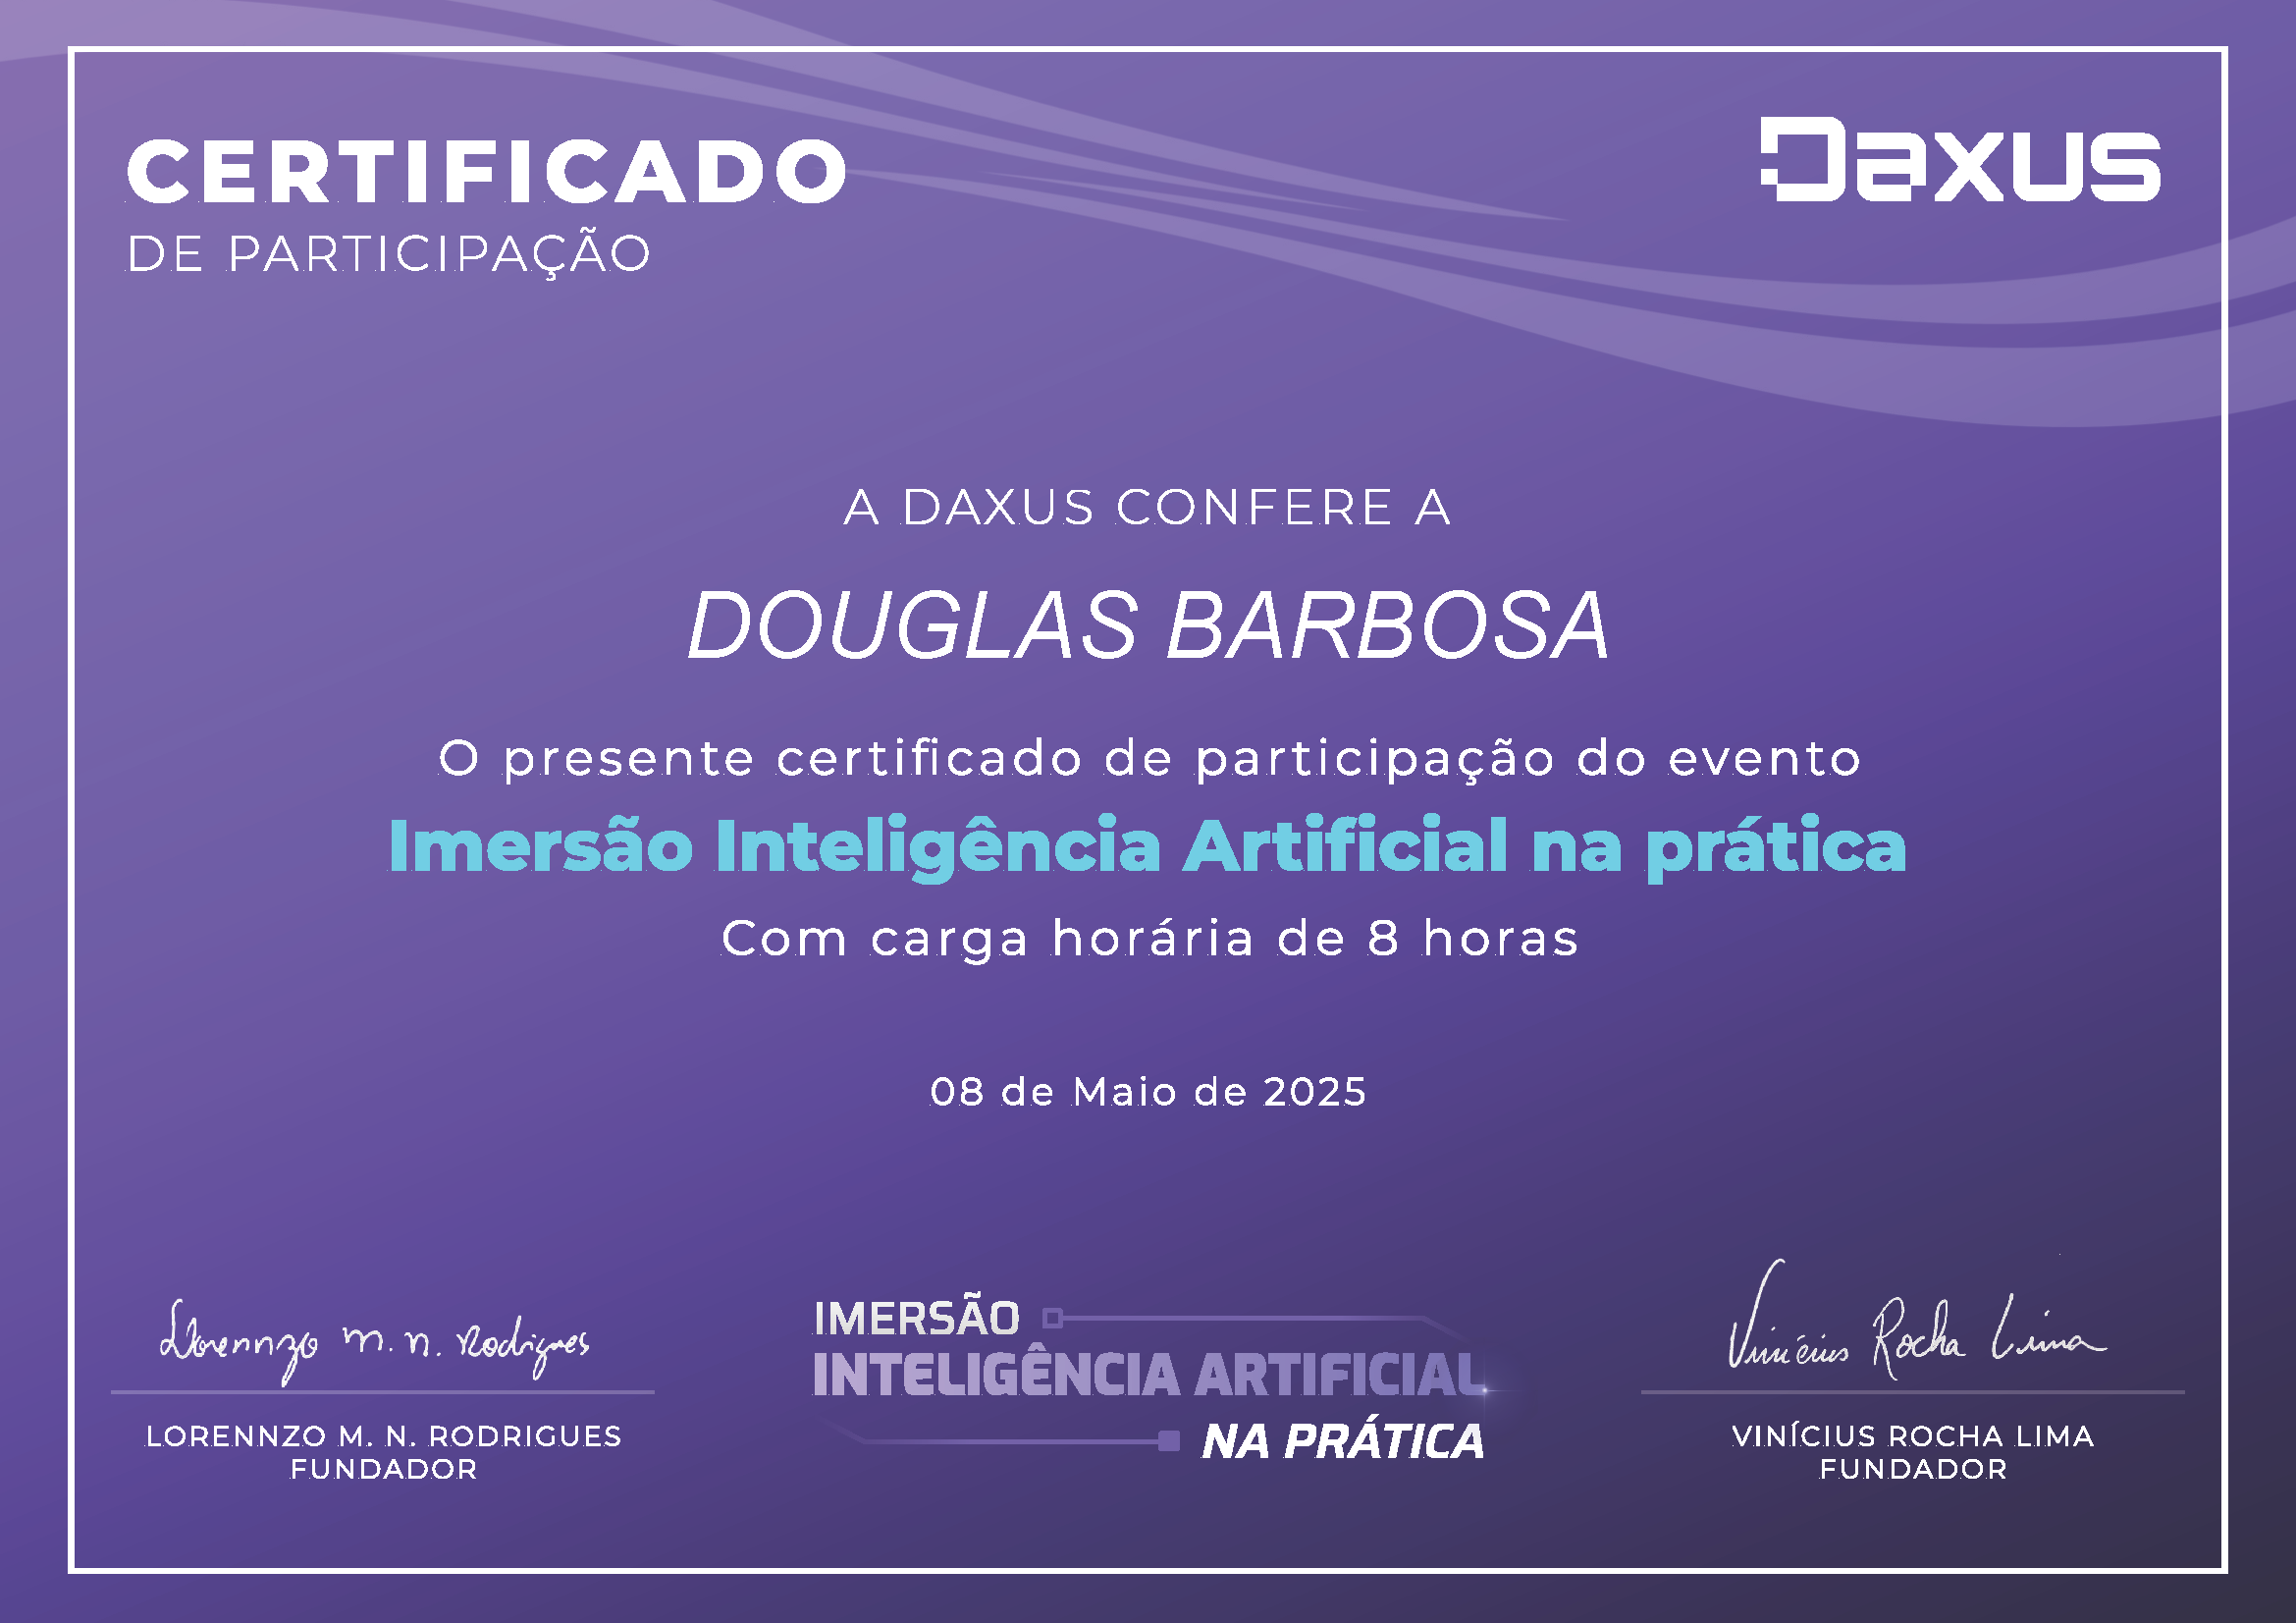 CERTIFICADO
DE PARTICIPAÇÃO
Daxus
A DAXUS CONFERE A
DOUGLAS BARBOSA
O presente certificado de participação do evento
Imersão Inteligência Artificial na prática
Com carga horária de 8 horas
08 de Maio de 2025
Lorennzo M. N. Rodrigues
LORENNZO M. N. RODRIGUES
FUNDADOR
IMERSÃO
INTELIGÊNCIA ARTIFICIAL
NA PRÁTICA
Vinícius Rocha Lima
VINÍCIUS ROCHA LIMA
FUNDADOR